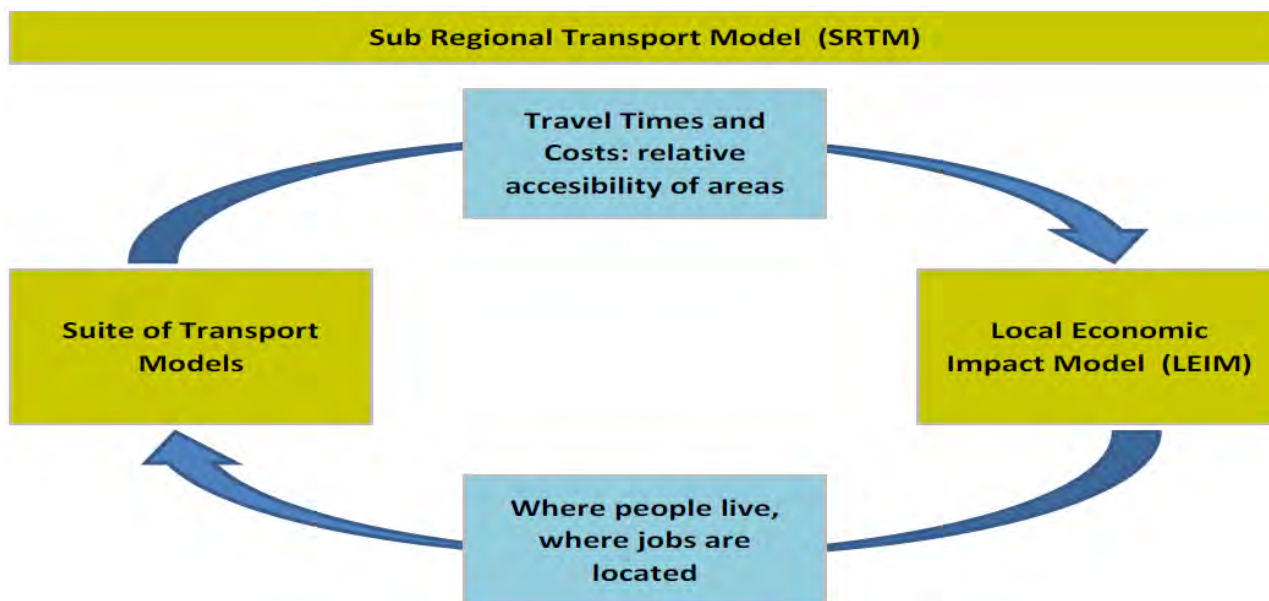 Sub Regional Transport Model  (SRTM)
Travel Times and
Costs: relative
accesibility of areas
Suite of Transport
Models
Local Economic
Impact Model  (LEIM)
Where people live,
where jobs are
located